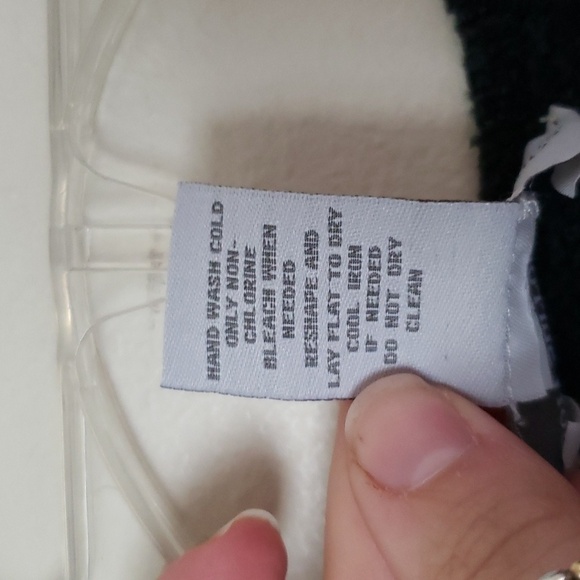 HAND WASH COLD
ONLY NON-
CHLORINE
BLEACH WHEN
NEEDED
RESHAPE AND
LAY FLAT TO DRY
COOL IRON
IF NEEDED
DO NOT DRY
CLEAN